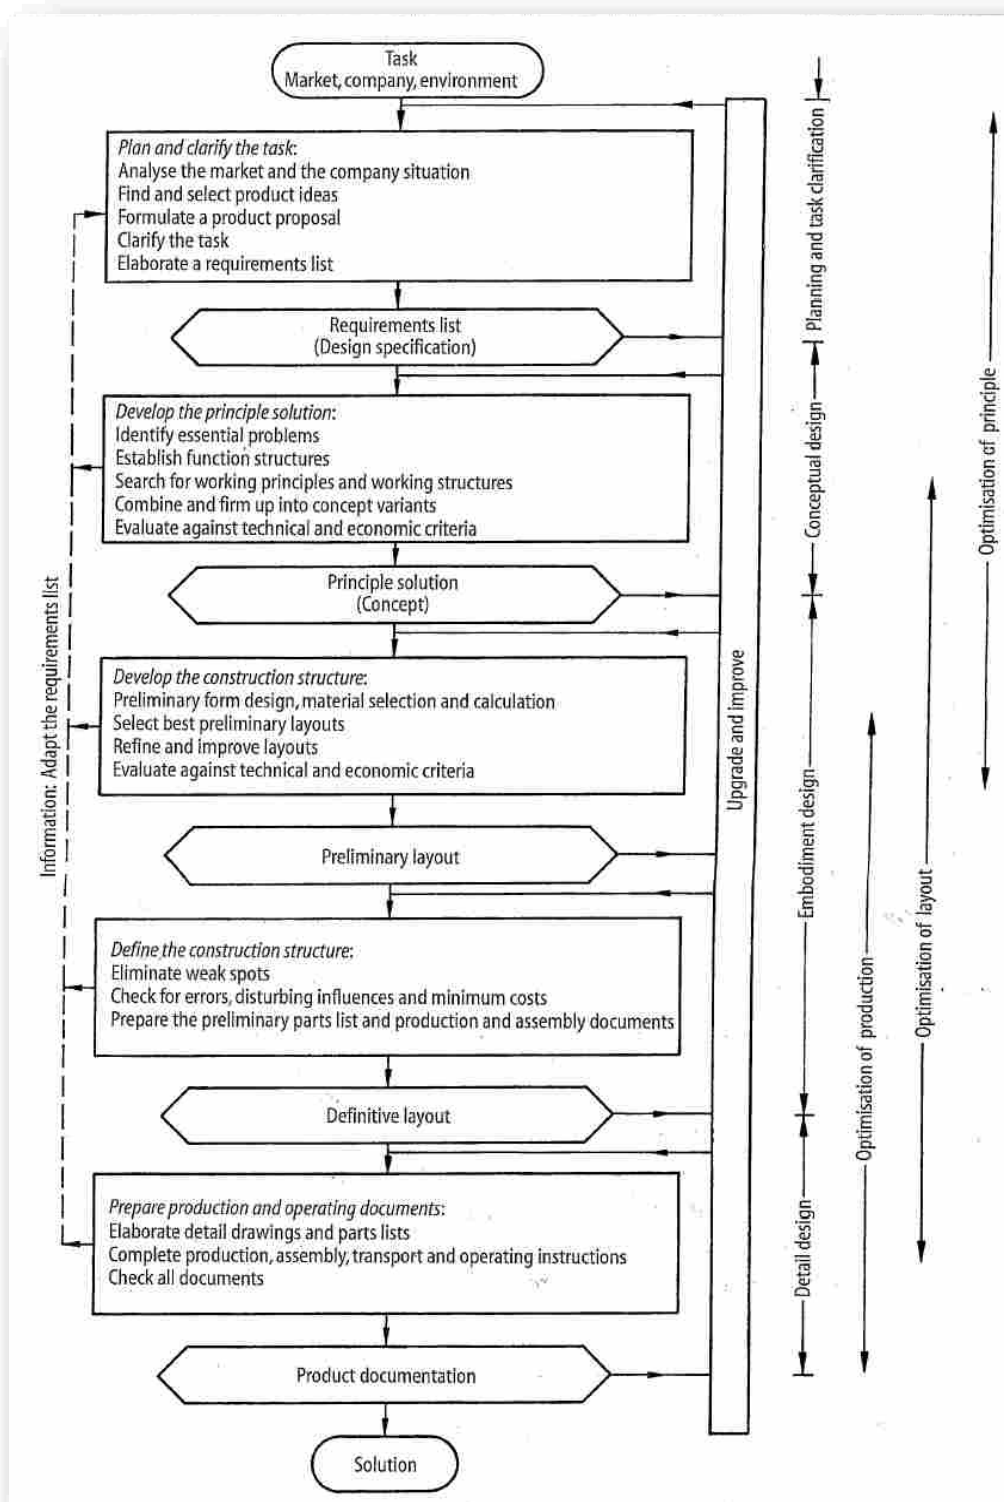 Task
Market, company, environment
Plan and clarify the task:
Analyse the market and the company situation
Find and select product ideas
Formulate a product proposal
Clarify the task
Elaborate a requirements list
Requirements list
(Design specification)
Develop the principle solution:
Identify essential problems
Establish function structures
Search for working principles and working structures
Combine and firm up into concept variants
Evaluate against technical and economic criteria
Principle solution
(Concept)
Develop the construction structure:
Preliminary form design, material selection and calculation
Select best preliminary layouts
Refine and improve layouts
Evaluate against technical and economic criteria
Preliminary layout
Define the construction structure:
Eliminate weak spots
Check for errors, disturbing influences and minimum costs
Prepare the preliminary parts list and production and assembly documents
Definitive layout
Prepare production and operating documents:
Elaborate detail drawings and parts lists
Complete production, assembly, transport and operating instructions
Check all documents
Product documentation
Solution
Information: Adapt the requirements list
Upgrade and improve
Planning and task clarification
Conceptual design
Embodiment design
Detail design
Optimisation of production
Optimisation of layout
Optimisation of principle